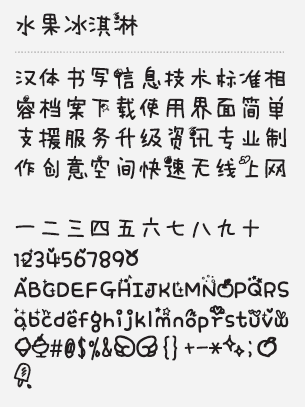 水果冰淇淋
汉体书写信息技术标准相
容档案下载使用界面简单
支援服务升级资讯专业制
作创意空间快速无线上网
一二三四五六七八九十
1234567890
ABCDEFGHIJKLMNOPQRS
abcdefghijklmnopqrstuvw
#@$%&{}+-*;